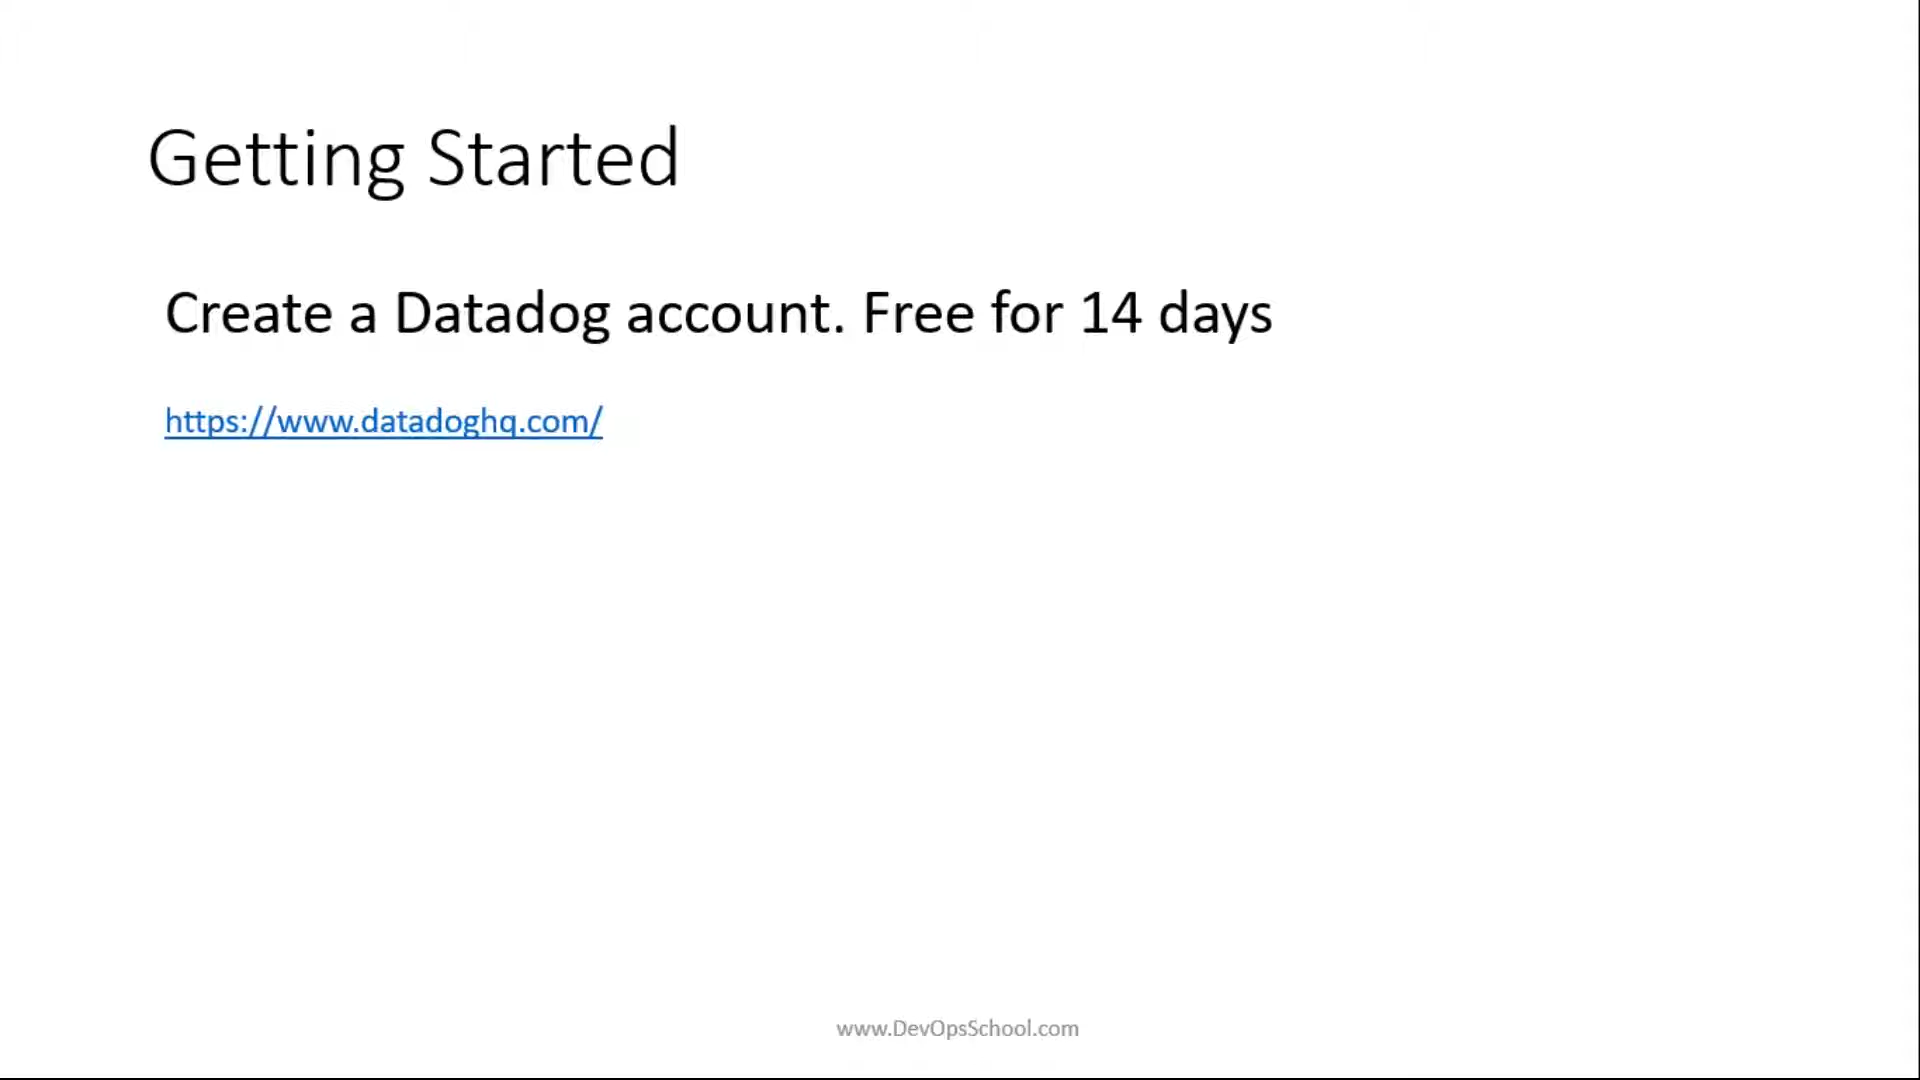 Getting Started
Create a Datadog account. Free for 14 days
https://www.datadoghq.com/
www.DevOpsSchool.com